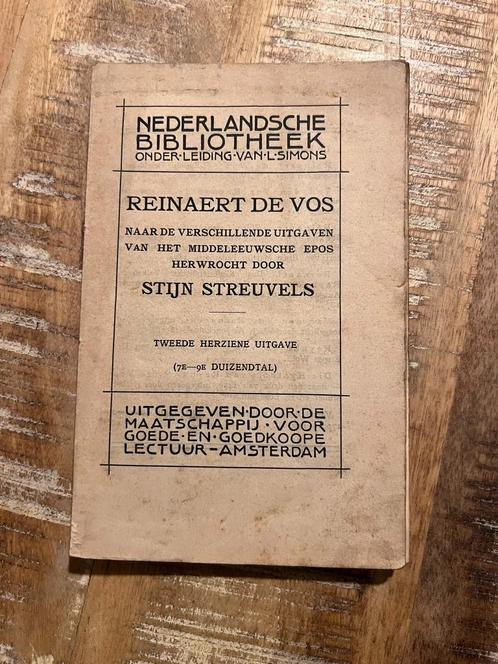 NEDERLANDSCHE
BIBLIOTHEEK
ONDER·LEIDING·VAN·L·SIMONS
REINAERT DE VOS
NAAR DE VERSCHILLENDE UITGAVEN
VAN HET MIDDELEEUWSCHE EPOS
HERWROCHT DOOR
STIJN STREUVELS
TWEEDE HERZIENE UITGAVE
(7E—9E DUIZENDTAL)
UITGEGEVEN·DOOR·DE
MAATSCHAPPIJ·VOOR
GOEDE·EN·GOEDKOOPE
LECTUUR–AMSTERDAM